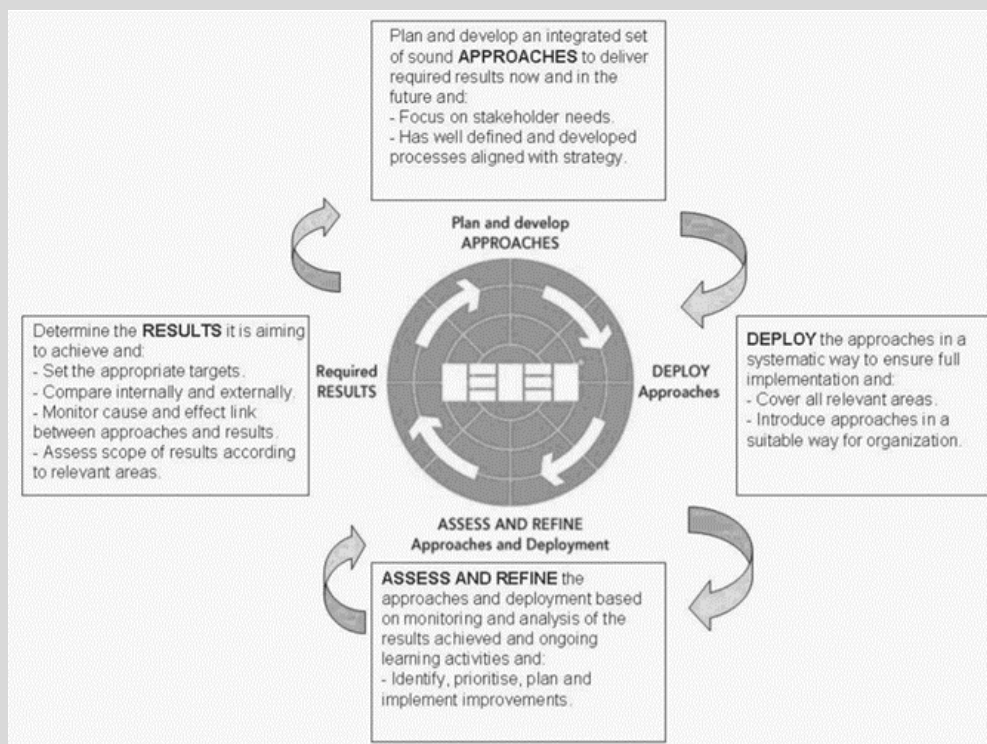 Plan and develop an integrated set
of sound APPROACHES to deliver
required results now and in the
future and:
- Focus on stakeholder needs.
- Has well defined and developed
processes aligned with strategy.
Plan and develop
APPROACHES
Determine the RESULTS it is aiming
to achieve and:
- Set the appropriate targets.
- Compare internally and externally.
- Monitor cause and effect link
between approaches and results.
- Assess scope of results according
to relevant areas.
Required
RESULTS
DEPLOY
Approaches
DEPLOY the approaches in a
systematic way to ensure full
implementation and:
- Cover all relevant areas.
- Introduce approaches in a
suitable way for organization.
ASSESS AND REFINE
Approaches and Deployment
ASSESS AND REFINE the
approaches and deployment based
on monitoring and analysis of the
results achieved and ongoing
learning activities and:
- Identify, prioritise, plan and
implement improvements.